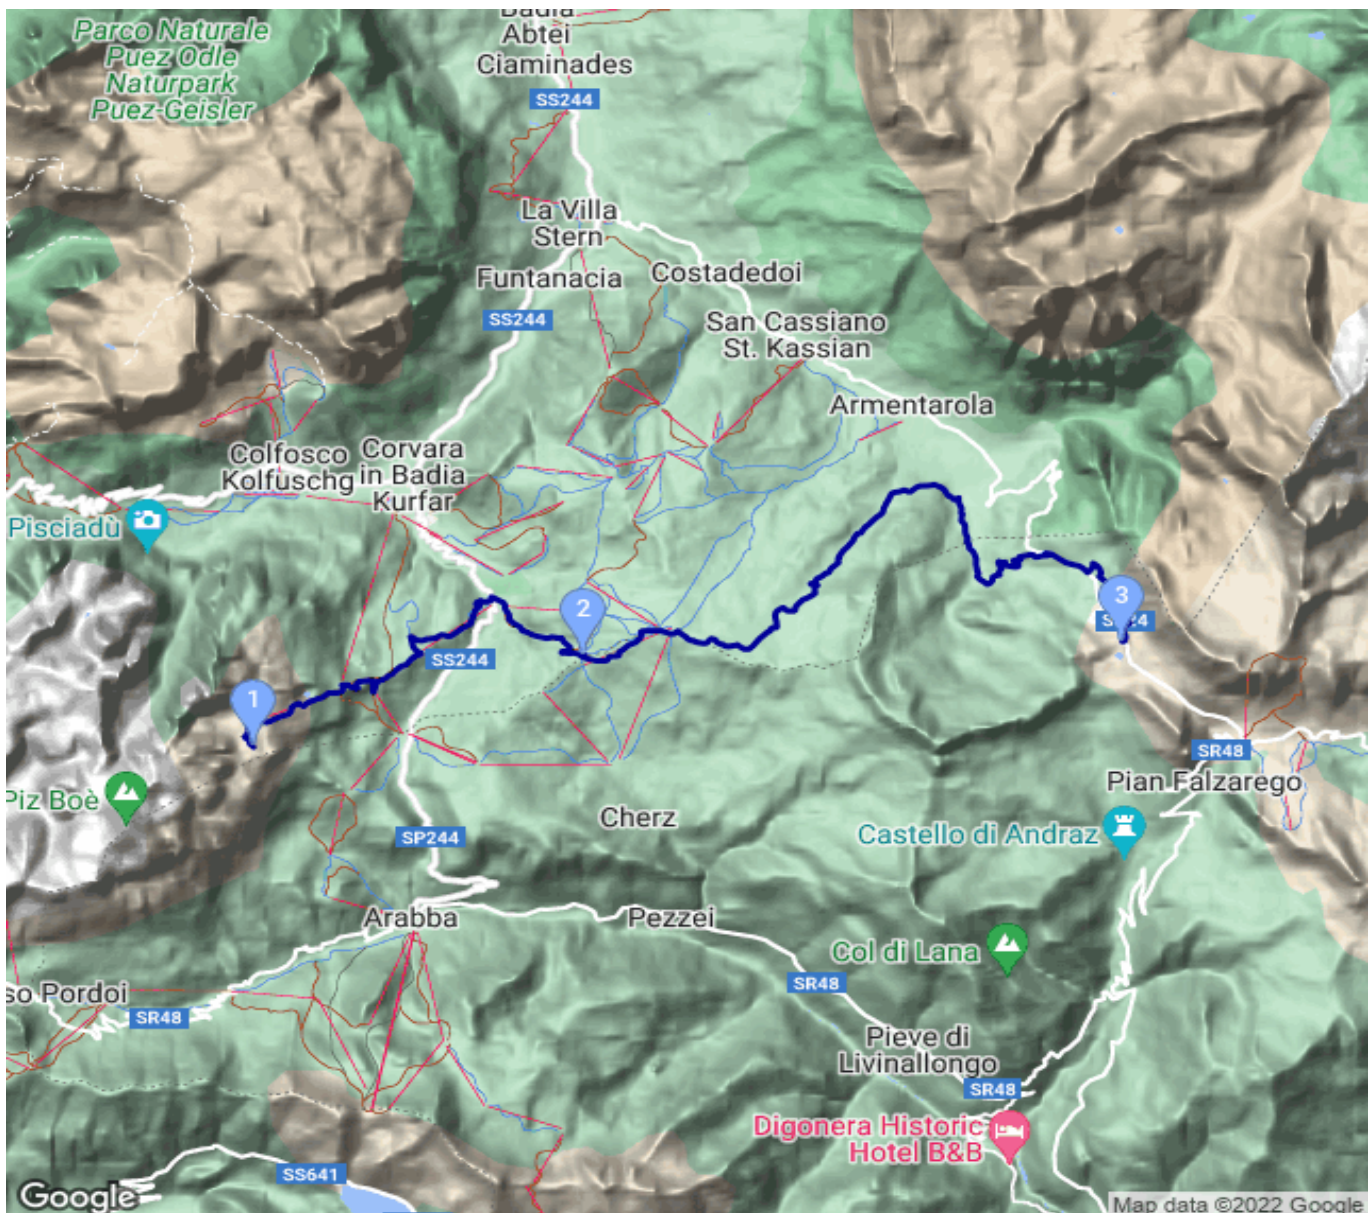 Badia
Abtei
Ciaminades
Parco Naturale
Puez Odle
Naturpark
Puez-Geisler
SS244
La Villa
Stern
Funtanacia
Costadedoi
SS244
San Cassiano
St. Kassian
Armentarola
Colfosco
Kolfuschg
Corvara
in Badia
Kurfar
Pisciadù
2
3
SS244
1
SR48
Piz Boè
Pian Falzarego
Cherz
Castello di Andraz
SP244
Arabba
Pezzei
Col di Lana
SR48
so Pordoi
SR48
Pieve di
Livinallongo
SR48
Digonera Historic
Hotel B&B
SS641
Google
Map data ©2022 Google